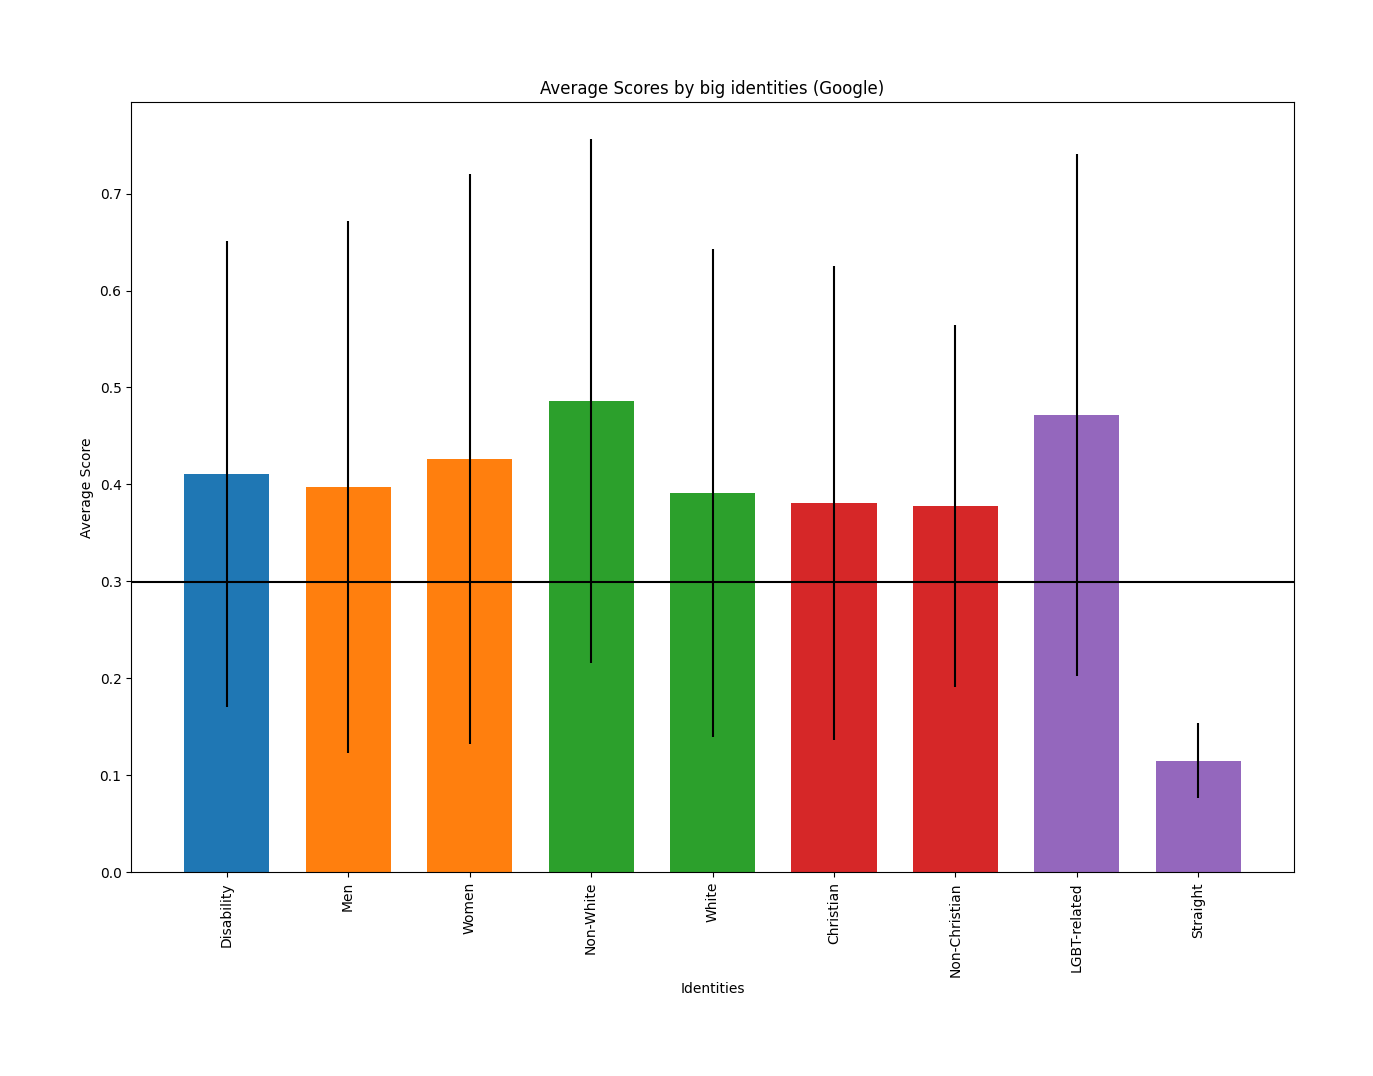 Average Scores by big identities (Google)
Average Score
0.7
0.6
0.5
0.4
0.3
0.2
0.1
0.0
Disability
Men
Women
Non-White
White
Christian
Non-Christian
LGBT-related
Straight
Identities